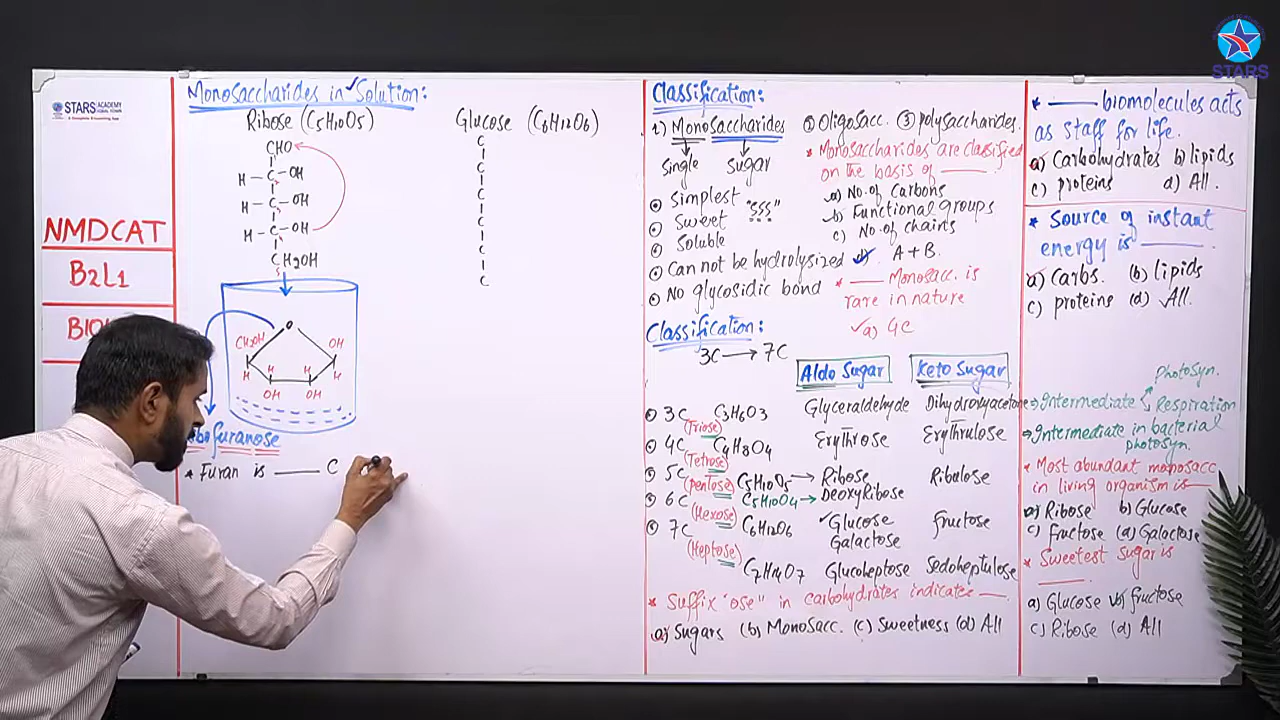 STARS
STARS ACADEMY
NMDCAT
B2L1
Monosaccharides in Solution:
Ribose (C5H10O5)
CHO
C - OH
H - C - OH
H - C - OH
CH2OH
O
CH2OH
OH
H
H
H
H
OH
OH
furanose
* Furan is ____ C
Glucose (C6H12O6)
C
C
C
C
C
C
Classification:
1) Monosaccharides
Single
Sugar
Simplest
Sweet "ççç"
Soluble
Can not be hydrolysized
No glycosidic bond
② Oligosacc. ③ polysaccharides.
* Monosaccharides are classified
on the basis of ____.
a) No. of Carbons
b) Functional groups
c) No. of chains
d) A + B.
* ____ Monosacc. is
rare in nature
a) 4C
Classification:
3C → 7C
Aldo Sugar
Keto Sugar
3C (Triose) C3H6O3 Glyceraldehyde Dihydroxyacetone
4C (Tetrose) C4H8O4 Erythrose Erythrulose
5C (pentose) C5H10O5 → Ribose Ribulose
C5H10O4 → DeoxyRibose
6C (Hexose) C6H12O6 Glucose fructose
Galactose
7C (Heptose) C7H14O7 Glucoheptose Sedoheptulose
* Suffix "ose" in carbohydrates indicates ____.
a) Sugars (b) Monosacc. (c) Sweetness (d) All
* ____ biomolecules acts
as staff for life.
a) Carbohydrates b) lipids
c) proteins d) All.
* Source of instant
energy is ____
a) Carbs. (b) lipids
c) proteins (d) All.
Photosyn.
Intermediate
Respiration
Intermediate in bacterial
photosyn.
* Most abundant monosacc
in living organism is
a) Ribose b) Glucose
c) Fructose (d) Galactose
* Sweetest sugar is
____.
a) Glucose b) fructose
c) Ribose (d) All